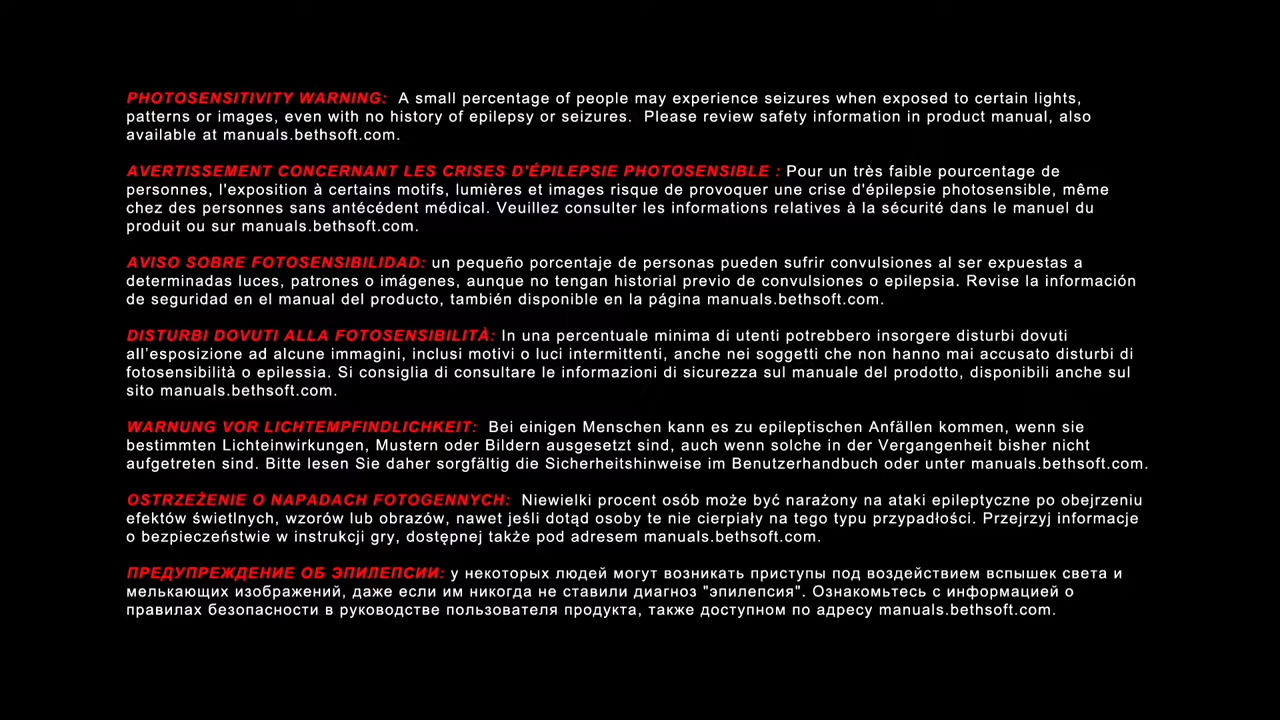 PHOTOSENSITIVITY WARNING: A small percentage of people may experience seizures when exposed to certain lights,
patterns or images, even with no history of epilepsy or seizures. Please review safety information in product manual, also
available at manuals.bethsoft.com.
AVERTISSEMENT CONCERNANT LES CRISES D'ÉPILEPSIE PHOTOSENSIBLE : Pour un très faible pourcentage de
personnes, l'exposition à certains motifs, lumières et images risque de provoquer une crise d'épilepsie photosensible, même
chez des personnes sans antécédent médical. Veuillez consulter les informations relatives à la sécurité dans le manuel du
produit ou sur manuals.bethsoft.com.
AVISO SOBRE FOTOSENSIBILIDAD: un pequeño porcentaje de personas pueden sufrir convulsiones al ser expuestas a
determinadas luces, patrones o imágenes, aunque no tengan historial previo de convulsiones o epilepsia. Revise la información
de seguridad en el manual del producto, también disponible en la página manuals.bethsoft.com.
DISTURBI DOVUTI ALLA FOTOSENSIBILITÀ: In una percentuale minima di utenti potrebbero insorgere disturbi dovuti
all'esposizione ad alcune immagini, inclusi motivi o luci intermittenti, anche nei soggetti che non hanno mai accusato disturbi di
fotosensibilità o epilessia. Si consiglia di consultare le informazioni di sicurezza sul manuale del prodotto, disponibili anche sul
sito manuals.bethsoft.com.
WARNUNG VOR LICHTEMPFINDLICHKEIT: Bei einigen Menschen kann es zu epileptischen Anfällen kommen, wenn sie
bestimmten Lichteinwirkungen, Mustern oder Bildern ausgesetzt sind, auch wenn solche in der Vergangenheit bisher nicht
aufgetreten sind. Bitte lesen Sie daher sorgfältig die Sicherheitshinweise im Benutzerhandbuch oder unter manuals.bethsoft.com.
OSTRZEŻENIE O NAPADACH FOTOGENNYCH: Niewielki procent osób może być narażony na ataki epileptyczne po obejrzeniu
efektów świetlnych, wzorów lub obrazów, nawet jeśli dotąd osoby te nie cierpiały na tego typu przypadłości. Przejrzyj informacje
o bezpieczeństwie w instrukcji gry, dostępnej także pod adresem manuals.bethsoft.com.
ПРЕДУПРЕЖДЕНИЕ ОБ ЭПИЛЕПСИИ: у некоторых людей могут возникать приступы под воздействием вспышек света и
мелькающих изображений, даже если им никогда не ставили диагноз "эпилепсия". Ознакомьтесь с информацией о
правилах безопасности в руководстве пользователя продукта, также доступном по адресу manuals.bethsoft.com.